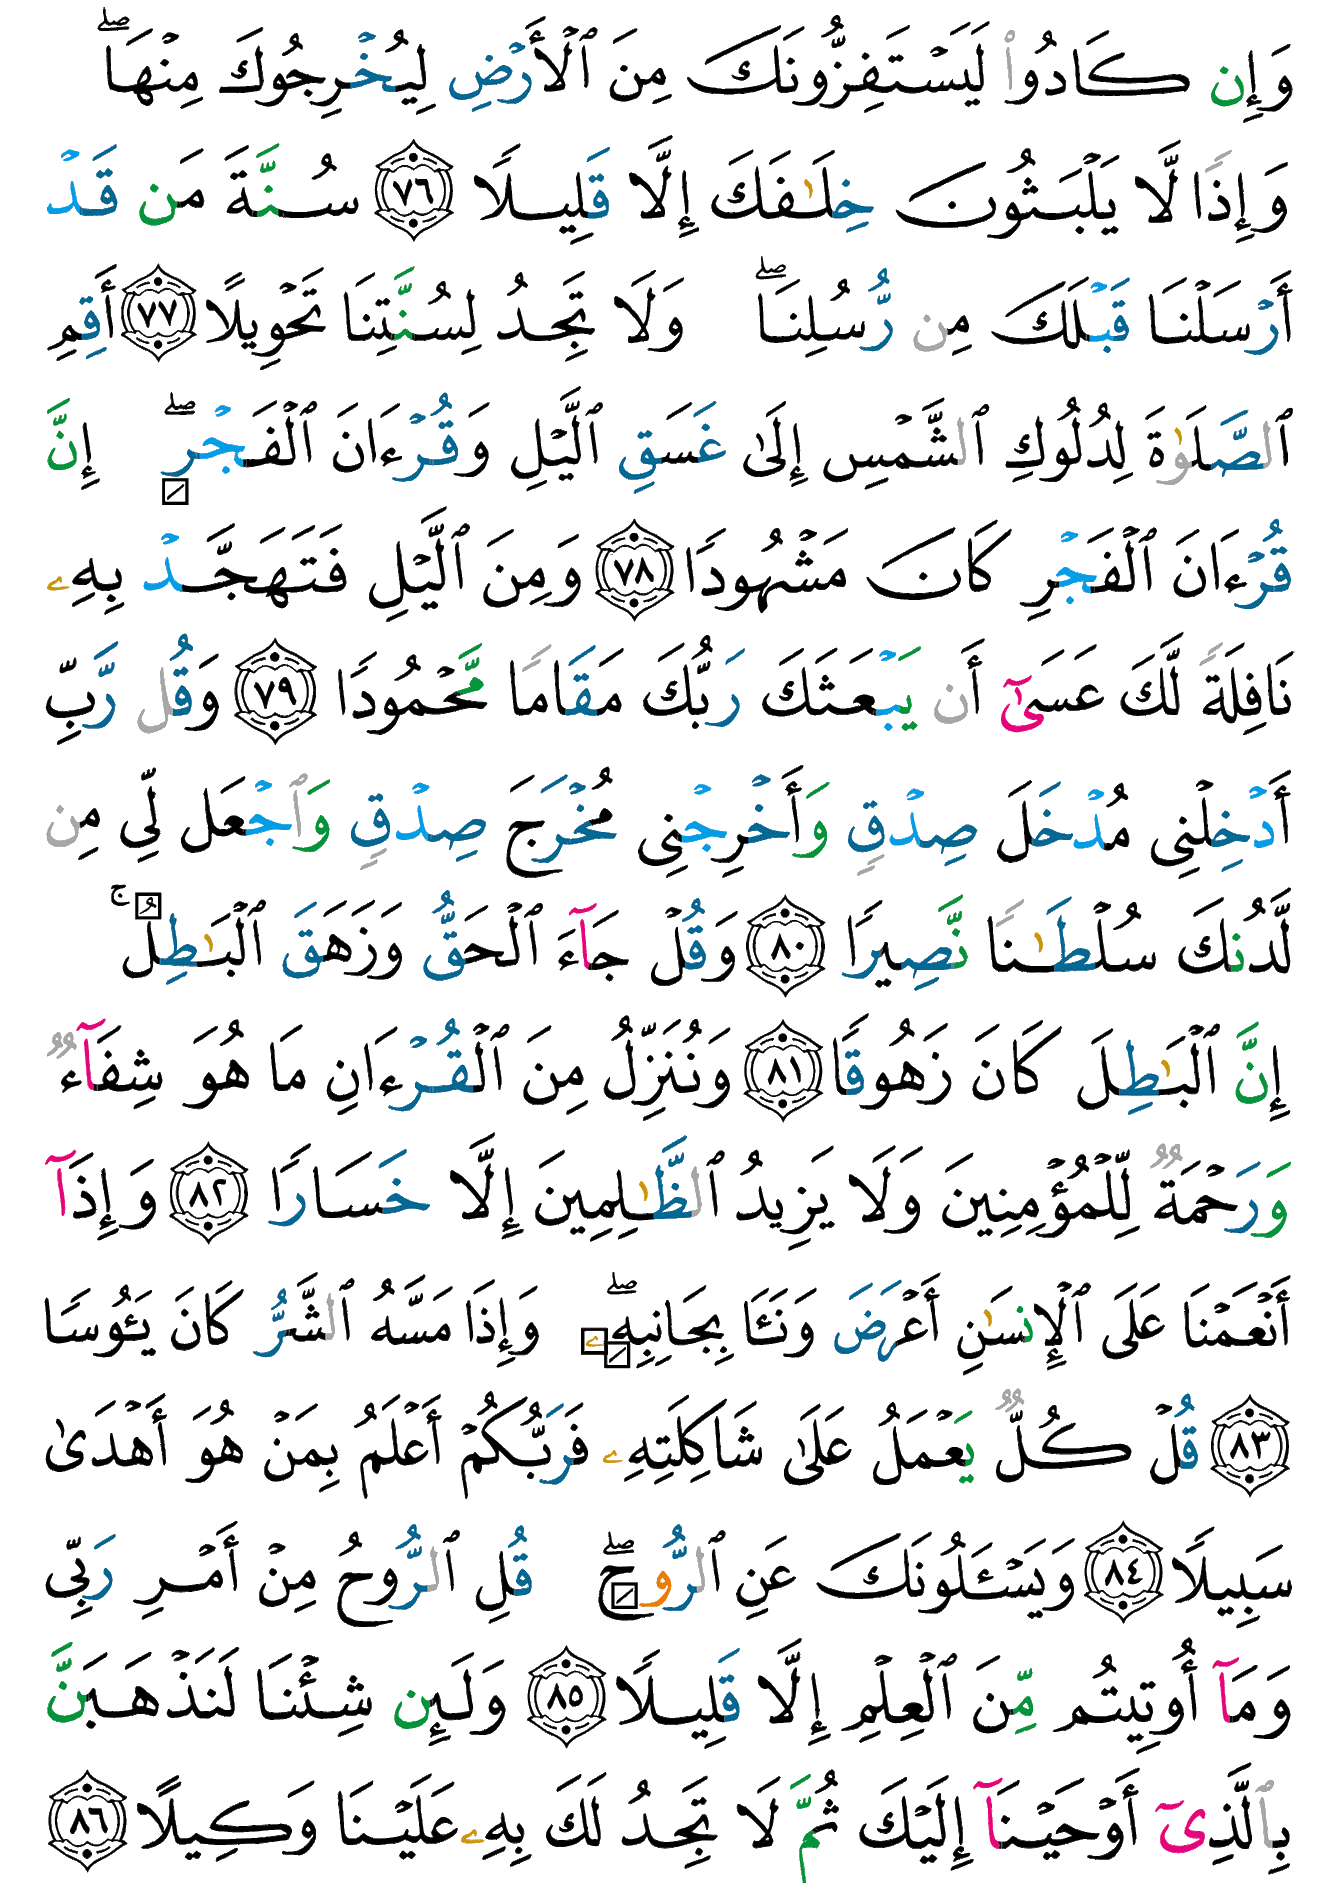 وَإِن كَادُوا۟ لَيَسْتَفِزُّونَكَ مِنَ ٱلْأَرْضِ لِيُخْرِجُوكَ مِنْهَا ۖ
وَإِذًا لَّا يَلْبَثُونَ خِلَـٰفَكَ إِلَّا قَلِيلًا ٧٦ سُنَّةَ مَن قَدْ
أَرْسَلْنَا قَبْلَكَ مِن رُّسُلِنَا ۖ وَلَا تَجِدُ لِسُنَّتِنَا تَحْوِيلًا ٧٧ أَقِمِ
ٱلصَّلَوٰةَ لِدُلُوكِ ٱلشَّمْسِ إِلَىٰ غَسَقِ ٱلَّيْلِ وَقُرْءَانَ ٱلْفَجْرِ ۖ إِنَّ
قُرْءَانَ ٱلْفَجْرِ كَانَ مَشْهُودًا ٧٨ وَمِنَ ٱلَّيْلِ فَتَهَجَّدْ بِهِۦ
نَافِلَةً لَّكَ عَسَىٰٓ أَن يَبْعَثَكَ رَبُّكَ مَقَامًا مَّحْمُودًا ٧٩ وَقُل رَّبِّ
أَدْخِلْنِى مُدْخَلَ صِدْقٍ وَأَخْرِجْنِى مُخْرَجَ صِدْقٍ وَٱجْعَل لِّى مِن
لَّدُنكَ سُلْطَـٰنًا نَّصِيرًا ٨٠ وَقُلْ جَآءَ ٱلْحَقُّ وَزَهَقَ ٱلْبَـٰطِلُ ۚ
إِنَّ ٱلْبَـٰطِلَ كَانَ زَهُوقًا ٨١ وَنُنَزِّلُ مِنَ ٱلْقُرْءَانِ مَا هُوَ شِفَآءٌ
وَرَحْمَةٌ لِّلْمُؤْمِنِينَ وَلَا يَزِيدُ ٱلظَّـٰلِمِينَ إِلَّا خَسَارًا ٨٢ وَإِذَآ
أَنْعَمْنَا عَلَى ٱلْإِنسَـٰنِ أَعْرَضَ وَنَـَٔا بِجَانِبِهِۦ ۖ وَإِذَا مَسَّهُ ٱلشَّرُّ كَانَ يَـُٔوسًا
٨٣ قُلْ كُلٌّ يَعْمَلُ عَلَىٰ شَاكِلَتِهِۦ فَرَبُّكُمْ أَعْلَمُ بِمَنْ هُوَ أَهْدَىٰ
سَبِيلًا ٨٤ وَيَسْـَٔلُونَكَ عَنِ ٱلرُّوحِ ۖ قُلِ ٱلرُّوحُ مِنْ أَمْرِ رَبِّى
وَمَآ أُوتِيتُم مِّنَ ٱلْعِلْمِ إِلَّا قَلِيلًا ٨٥ وَلَئِن شِئْنَا لَنَذْهَبَنَّ
بِٱلَّذِىٓ أَوْحَيْنَآ إِلَيْكَ ثُمَّ لَا تَجِدُ لَكَ بِهِۦ عَلَيْنَا وَكِيلًا ٨٦